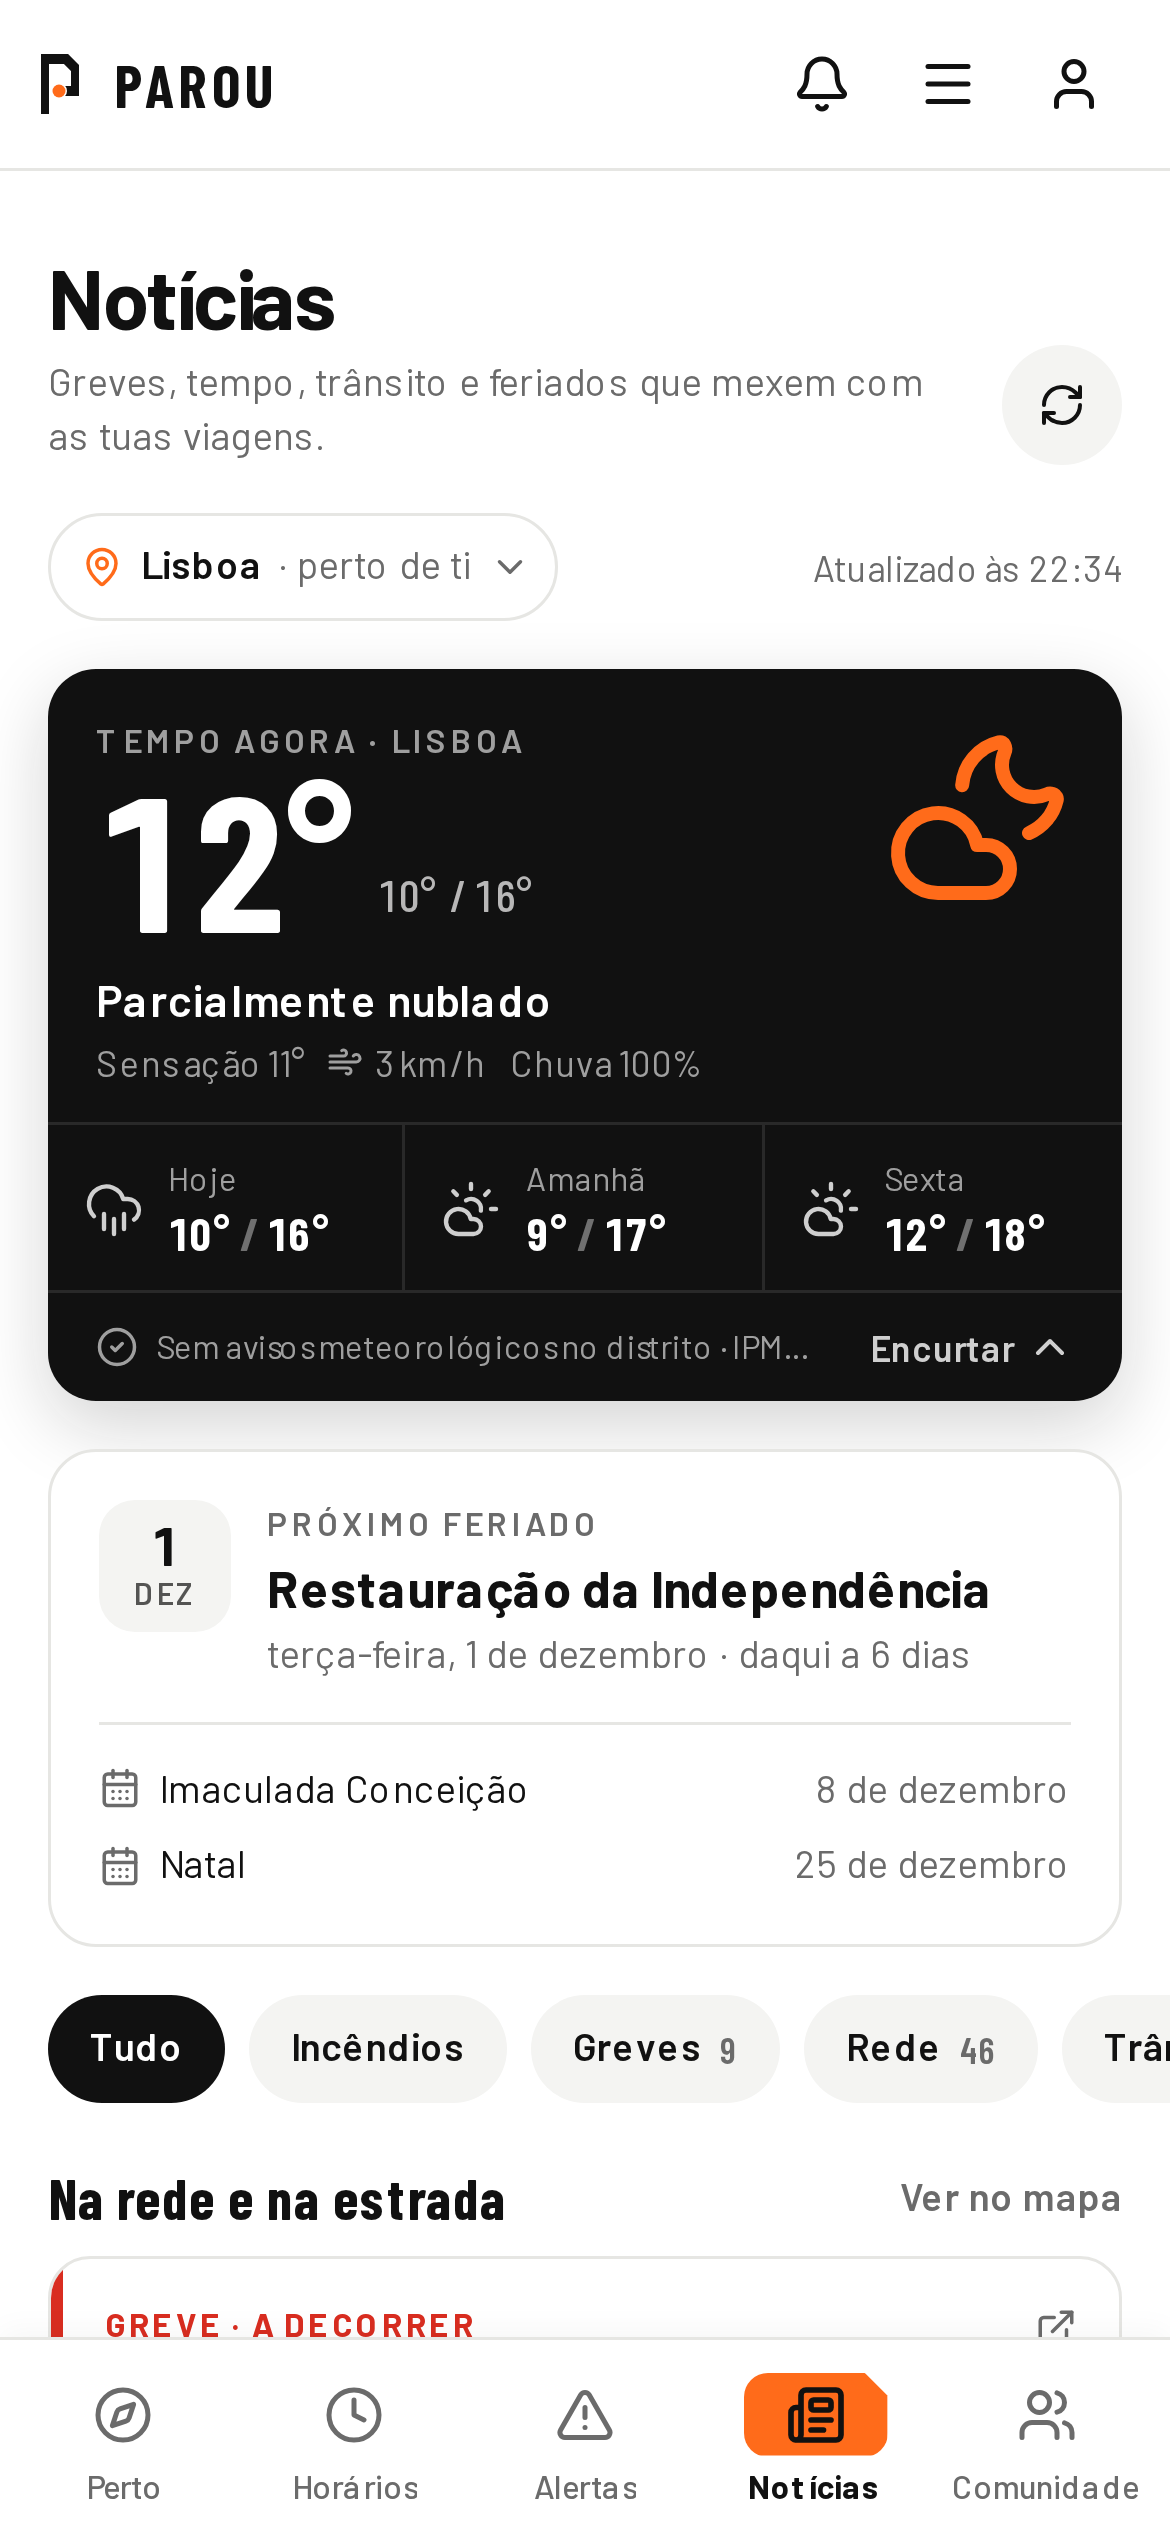 PAROU
Notícias
Greves, tempo, trânsito e feriados que mexem com
as tuas viagens.
Lisboa · perto de ti
Atualizado às 22:34
TEMPO AGORA · LISBOA
12°
10° / 16°
Parcialmente nublado
Sensação 11° 3 km/h Chuva 100%
Hoje
10° / 16°
Amanhã
9° / 17°
Sexta
12° / 18°
Sem avisos meteorológicos no distrito · IPM...
Encurtar
1
DEZ
PRÓXIMO FERIADO
Restauração da Independência
terça-feira, 1 de dezembro · daqui a 6 dias
Imaculada Conceição
8 de dezembro
Natal
25 de dezembro
Tudo
Incêndios
Greves 9
Rede 46
Trân
Na rede e na estrada
Ver no mapa
GREVE · A DECORRER
Perto
Horários
Alertas
Notícias
Comunidade